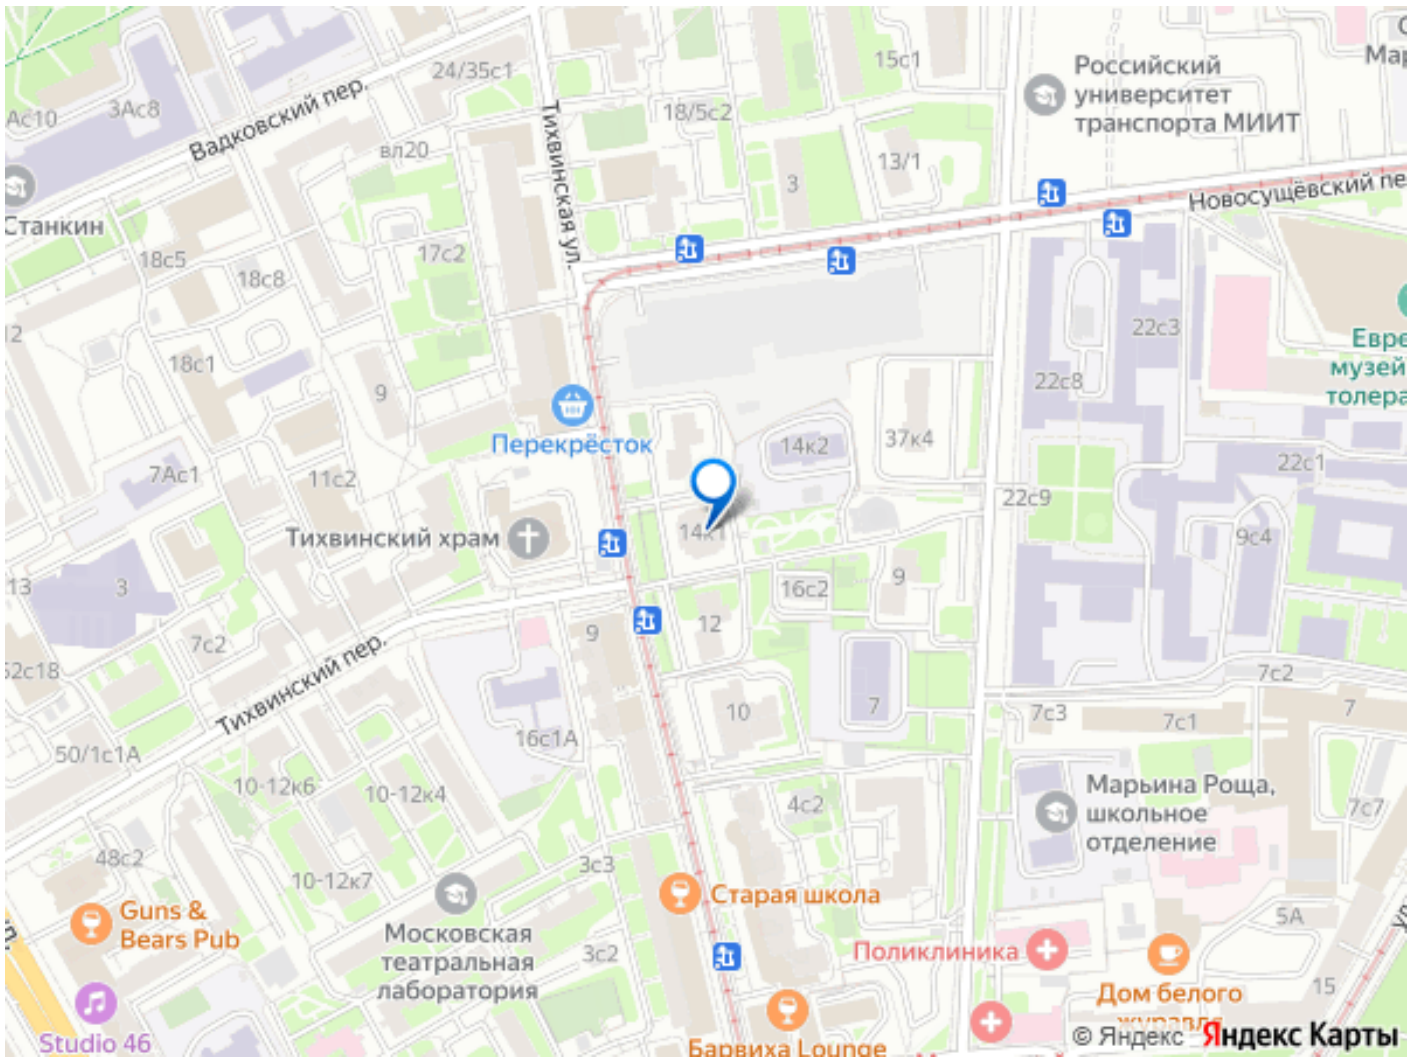 24/35с1
15с1
Российский
университет
транспорта МИИТ
Ас10
3Ас8
Вадковский пер.
вл20
Тихвинская ул.
18/5с2
13/1
3
Новосущёвский пе
Станкин
18с5
18с8
17с2
22с3
Евре
музей
толера
2
18с1
9
22с8
Перекрёсток
14к2
37к4
22с1
7Ас1
11с2
22с9
Тихвинский храм
14к1
9с4
13
3
16с2
9
7с2
9
12
52с18
Тихвинский пер.
7с2
10
7
7с3
7с1
7
50/1с1А
16с1А
10-12к6
10-12к4
4с2
Марьина Роща,
школьное
отделение
7с7
48с2
3с3
10-12к7
Guns &
Bears Pub
Старая школа
5А
Московская
театральная
лаборатория
3с2
Поликлиника
Дом белого
журавля
15
Studio 46
Барвиха Lounge
© Яндекс Яндекс Карты